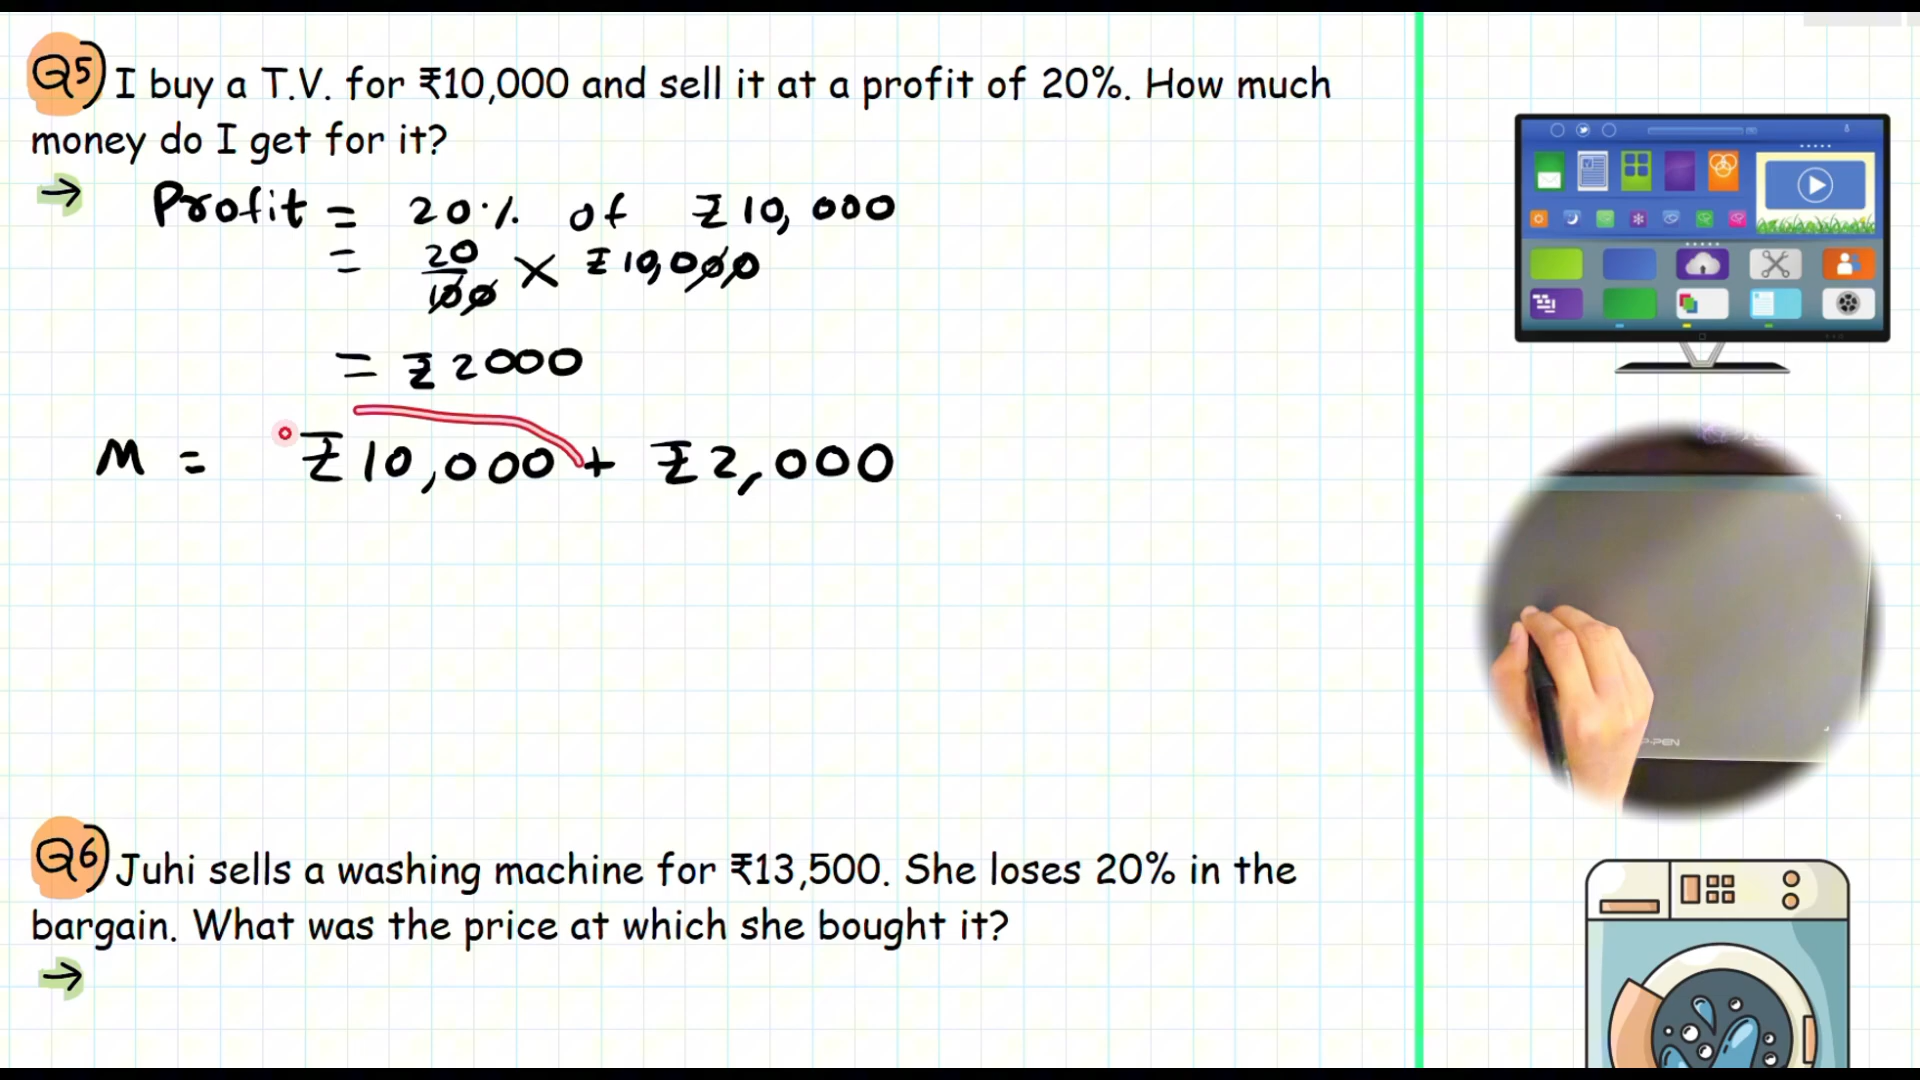 Q5) I buy a T.V. for ₹10,000 and sell it at a profit of 20%. How much
money do I get for it?
→ Profit = 20% of ₹10,000
= 20/100 × ₹10,000
= ₹2000
M = ₹10,000 + ₹2,000
P-PEN
Q6) Juhi sells a washing machine for ₹13,500. She loses 20% in the
bargain. What was the price at which she bought it?
→